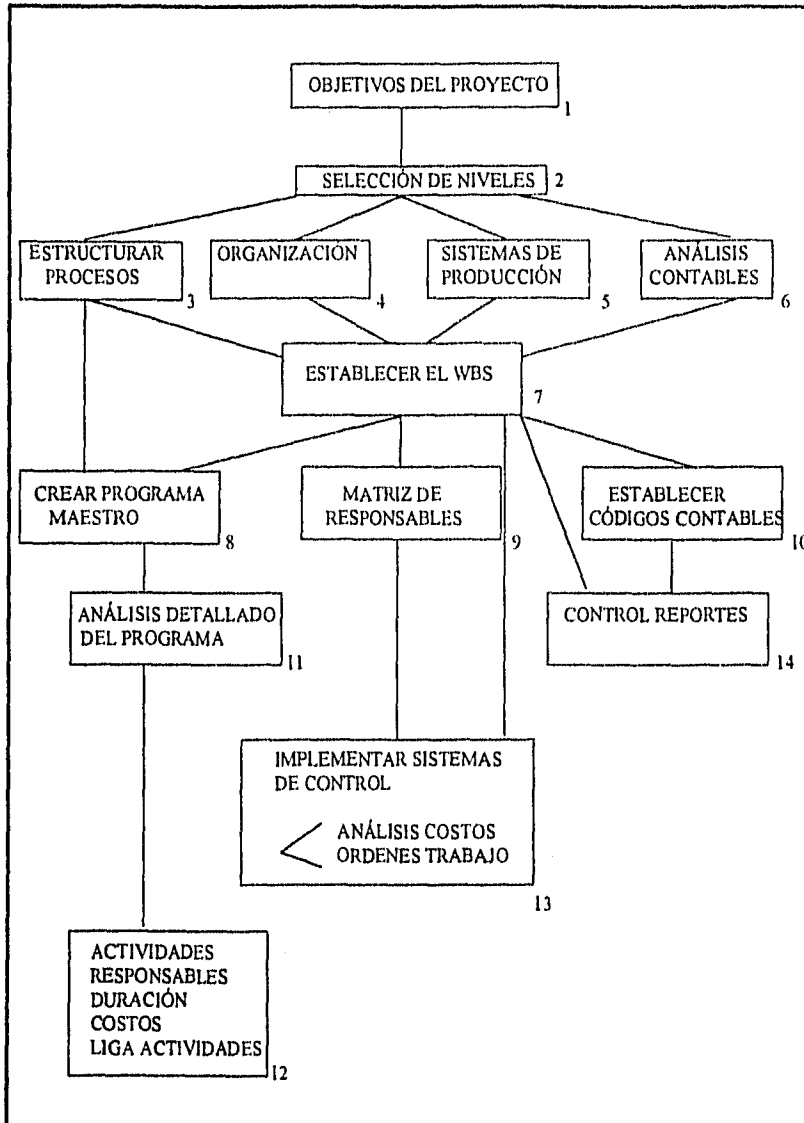 OBJETIVOS DEL PROYECTO
1
SELECCIÓN DE NIVELES
2
ESTRUCTURAR
PROCESOS
3
ORGANIZACIÓN
4
SISTEMAS DE
PRODUCCIÓN
5
ANÁLISIS
CONTABLES
6
ESTABLECER EL WBS
7
CREAR PROGRAMA
MAESTRO
8
MATRIZ DE
RESPONSABLES
9
ESTABLECER
CÓDIGOS CONTABLES
10
ANÁLISIS DETALLADO
DEL PROGRAMA
11
CONTROL REPORTES
14
IMPLEMENTAR SISTEMAS
DE CONTROL
ANÁLISIS COSTOS
ORDENES TRABAJO
13
ACTIVIDADES
RESPONSABLES
DURACIÓN
COSTOS
LIGA ACTIVIDADES
12